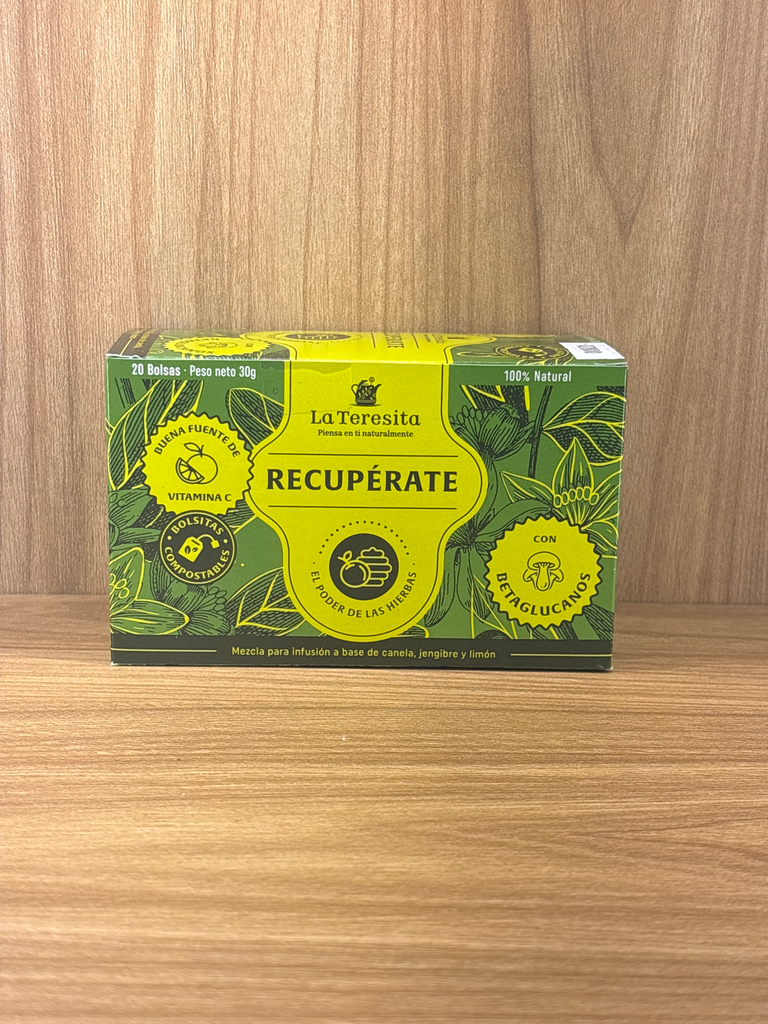 20 Bolsas · Peso neto 30g
100% Natural
La Teresita
Piensa en ti naturalmente
RECUPÉRATE
BUENA FUENTE DE
VITAMINA C
· BOLSITAS ·
COMPOSTABLES
· EL PODER DE LAS HIERBAS ·
CON
BETAGLUCANOS
Mezcla para infusión a base de canela, jengibre y limón